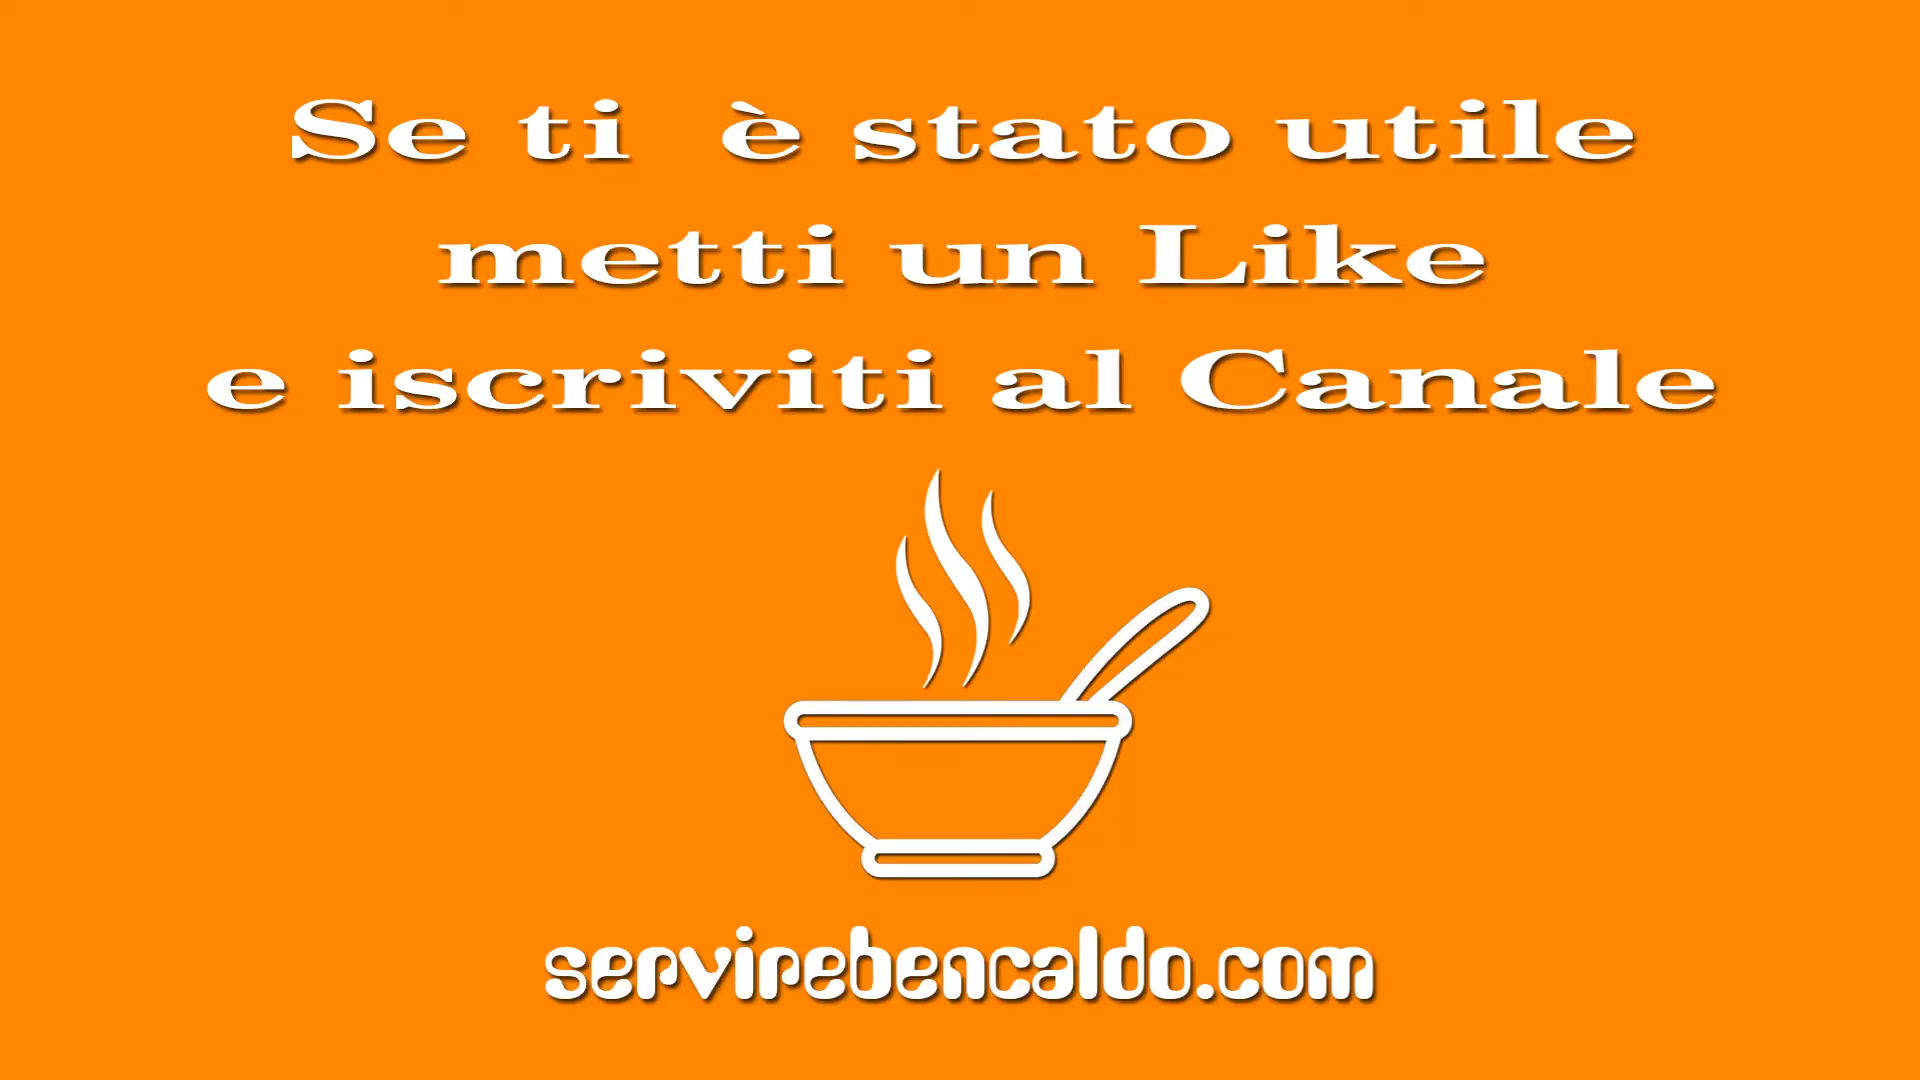 Se ti è stato utile
metti un Like
e iscriviti al Canale
servirebencaldo.com